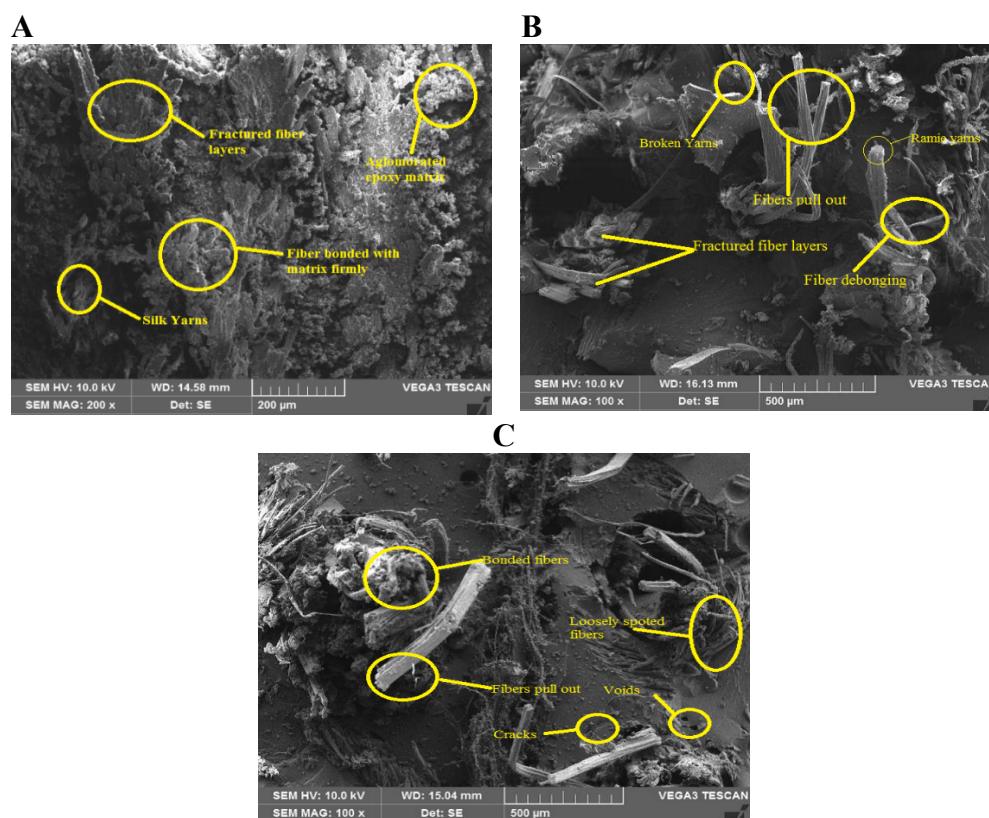 A
Fractured fiber
layers
Aglomorated
epoxy matrix
Fiber bonded with
matrix firmly
Silk Yarns
SEM HV: 10.0 kV
WD: 14.58 mm
VEGA3 TESCAN
SEM MAG: 200 x
Det: SE
200 µm
B
Broken Yarns
Ramie yarns
Fibers pull out
Fractured fiber layers
Fiber debonging
SEM HV: 10.0 kV
WD: 16.13 mm
VEGA3 TESCAN
SEM MAG: 100 x
Det: SE
500 µm
C
Bonded fibers
Loosely spoted
fibers
Fibers pull out
Voids
Cracks
SEM HV: 10.0 kV
WD: 15.04 mm
VEGA3 TESCAN
SEM MAG: 100 x
Det: SE
500 µm